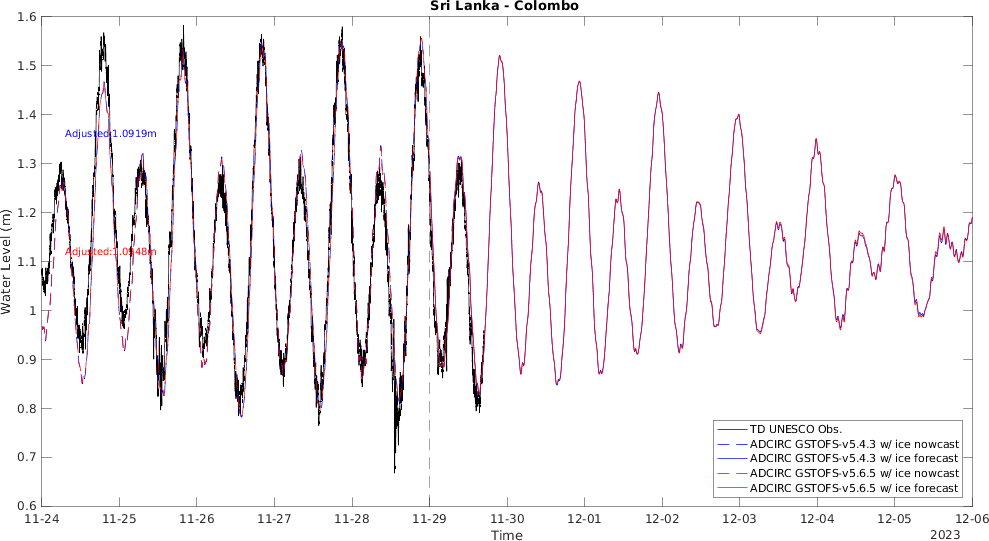 Sri Lanka - Colombo
1.6
1.5
1.4
1.3
1.2
1.1
1
0.9
0.8
0.7
0.6
Water Level (m)
Adjusted:1.0919m
Adjusted:1.0948m
TD UNESCO Obs.
ADCIRC GSTOFS-v5.4.3 w/ ice nowcast
ADCIRC GSTOFS-v5.4.3 w/ ice forecast
ADCIRC GSTOFS-v5.6.5 w/ ice nowcast
ADCIRC GSTOFS-v5.6.5 w/ ice forecast
11-24 11-25 11-26 11-27 11-28 11-29 11-30 12-01 12-02 12-03 12-04 12-05 12-06
Time
2023